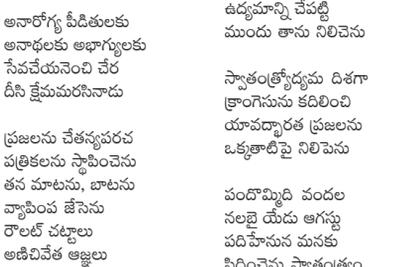 అనారోగ్య పీడితులకు
అనాథలకు అభాగ్యులకు
సేవచేయనెంచి చేర
దీసి క్షేమమరసినాడు
ప్రజలను చేతన్యపరచ
పత్రికలను స్థాపించెను
తన మాటను, బాటను
వ్యాపింప జేసెను
రౌలట్ చట్టాలు
అణిచివేత ఆజ్ఞలు
ఉద్యమాన్ని చేపట్టి
ముందు తాను నిలిచెను
స్వాతంత్ర్యోద్యమ దిశగా
క్రాంగెసును కదిలించి
యావద్భారత ప్రజలను
ఒక్కతాటిపై నిలిపెను
పందొమ్మిది వందల
నలబై యేడు ఆగస్టు
పదిహేనున మనకు
సిద్ధించెను స్వాతంత్ర్యం